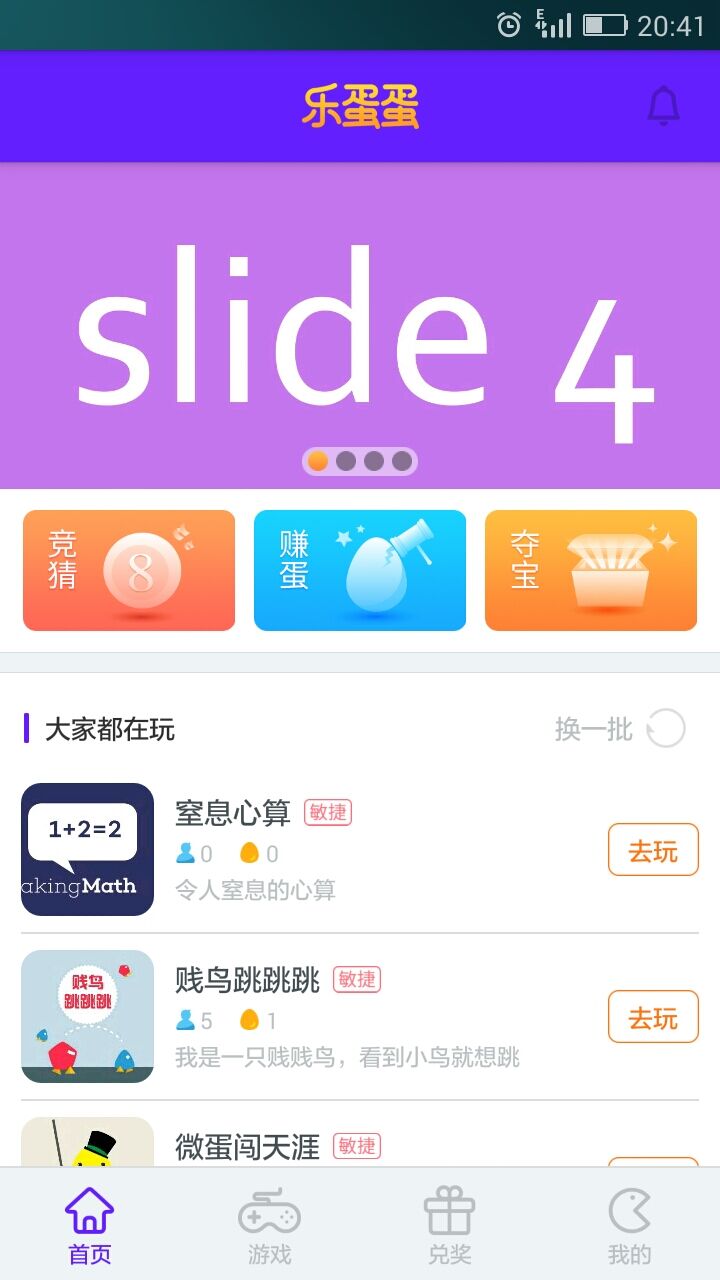 E
20:41
乐蛋蛋
slide 4
竞猜
8
赚蛋
夺宝
大家都在玩
换一批
1+2=2
akingMath
窒息心算 敏捷
0 0
令人窒息的心算
去玩
贱鸟
跳跳跳
贱鸟跳跳跳 敏捷
5 1
我是一只贱贱鸟，看到小鸟就想跳
去玩
微蛋闯天涯 敏捷
首页
游戏
兑奖
我的